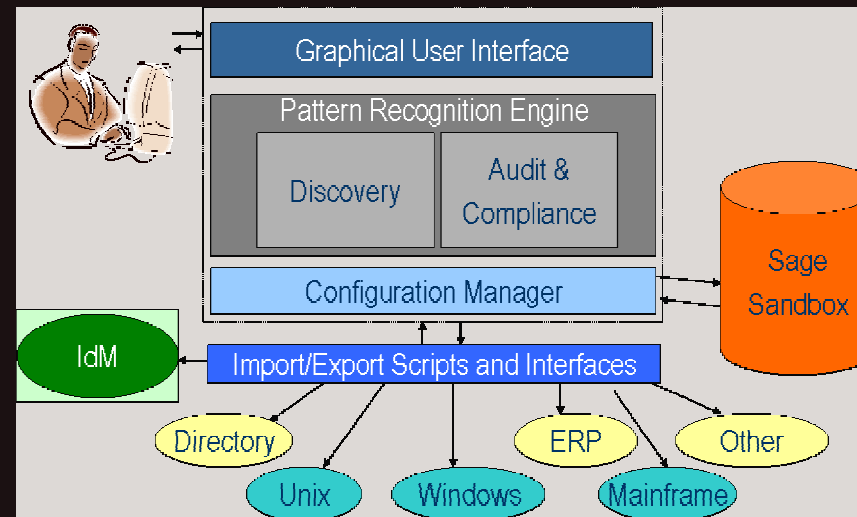 Graphical User Interface
Pattern Recognition Engine
Discovery
Audit &
Compliance
Sage
Sandbox
Configuration Manager
IdM
Import/Export Scripts and Interfaces
Directory
ERP
Other
Unix
Windows
Mainframe